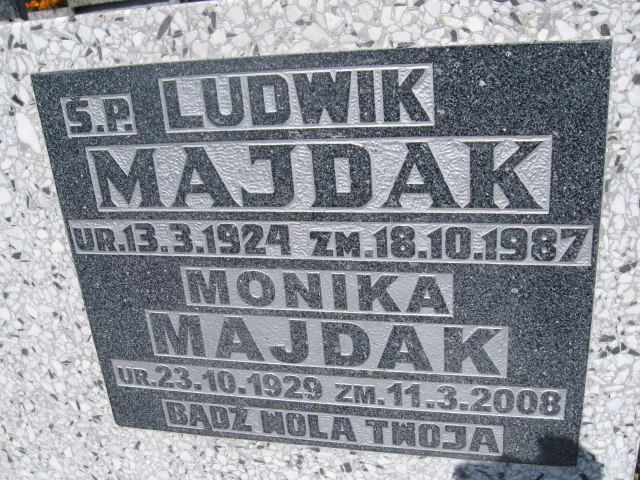 Ś.P. LUDWIK
MAJDAK
UR.13.3.1924 ZM.18.10.1987
MONIKA
MAJDAK
UR.23.10.1929 ZM.11.3.2008
BĄDŹ WOLA TWOJA